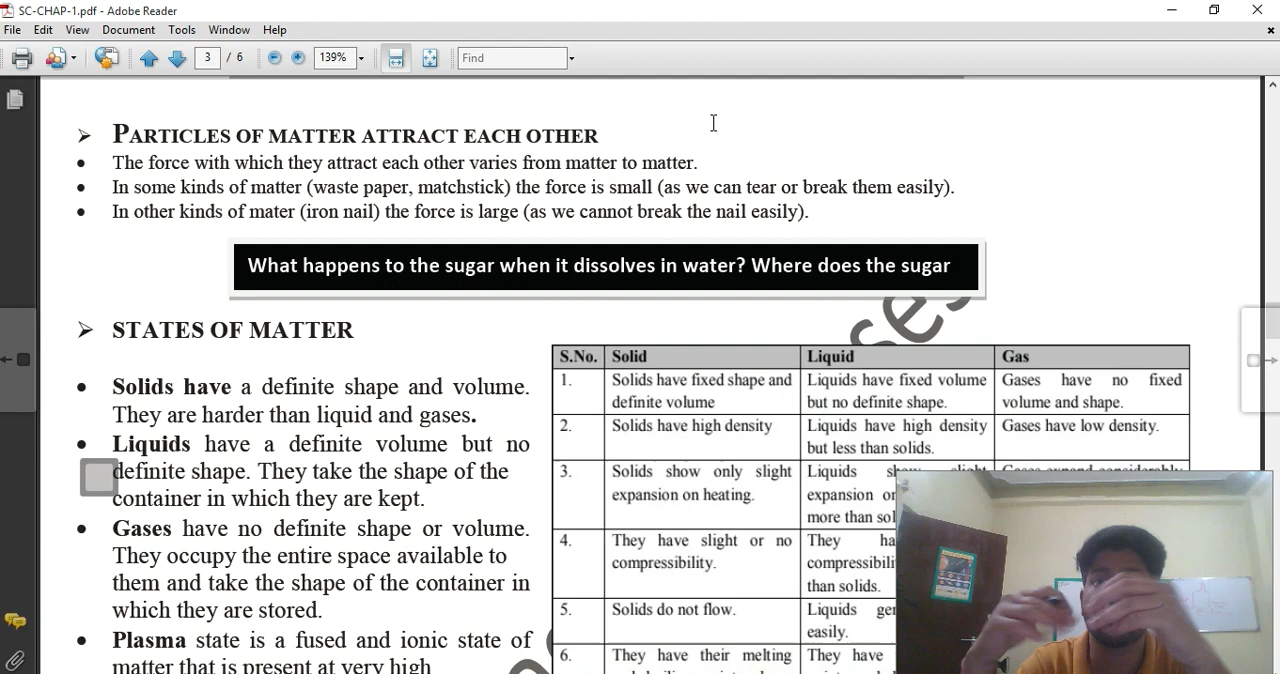 SC-CHAP-1.pdf - Adobe Reader
File Edit View Document Tools Window Help
3 / 6 139% Find
➢ PARTICLES OF MATTER ATTRACT EACH OTHER
• The force with which they attract each other varies from matter to matter.
• In some kinds of matter (waste paper, matchstick) the force is small (as we can tear or break them easily).
• In other kinds of mater (iron nail) the force is large (as we cannot break the nail easily).
What happens to the sugar when it dissolves in water? Where does the sugar
➢ STATES OF MATTER
• Solids have a definite shape and volume.
They are harder than liquid and gases.
• Liquids have a definite volume but no
definite shape. They take the shape of the
container in which they are kept.
• Gases have no definite shape or volume.
They occupy the entire space available to
them and take the shape of the container in
which they are stored.
• Plasma state is a fused and ionic state of
matter that is present at very high
S.No. Solid Liquid Gas
1. Solids have fixed shape and Liquids have fixed volume Gases have no fixed
definite volume but no definite shape. volume and shape.
2. Solids have high density Liquids have high density Gases have low density.
but less than solids.
3. Solids show only slight Liquids show slight Gases expand considerably
expansion on heating. expansion
more than
4. They have slight or no They
compressibility.
than solids.
5. Solids do not flow. Liquids
easily.
6. They have their melting They have